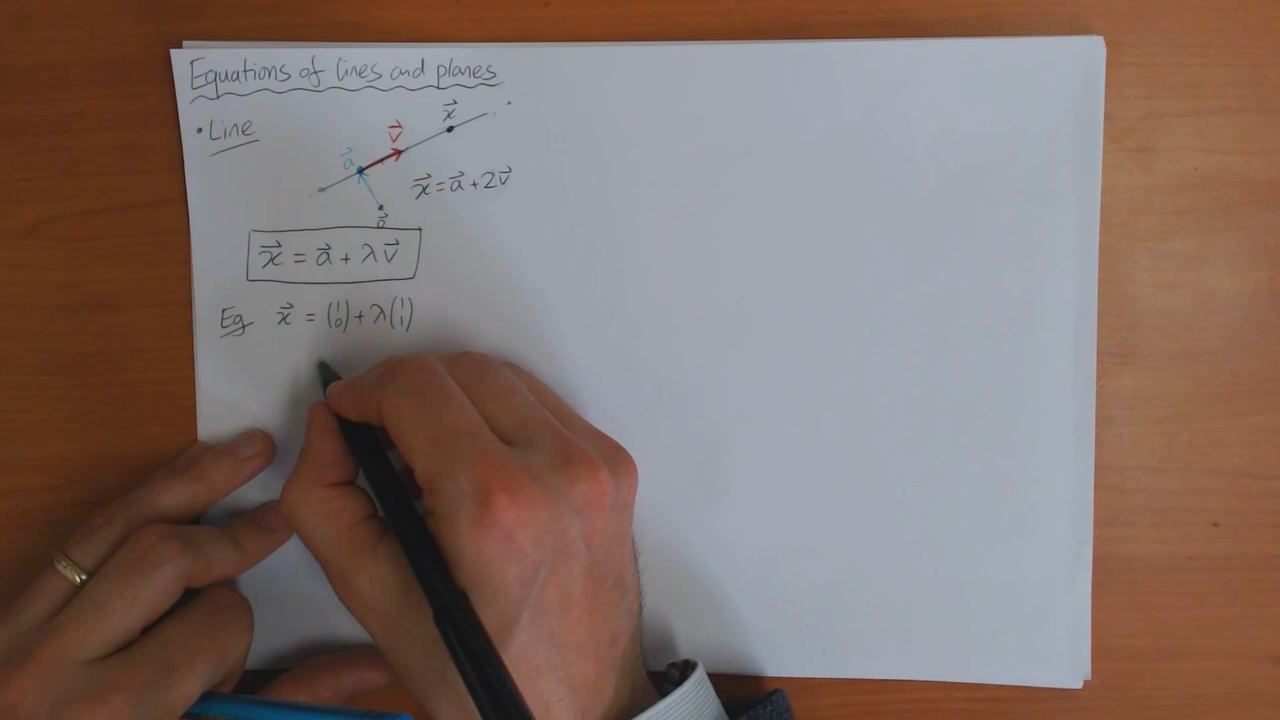 Equations of lines and planes
• Line
x⃗
v⃗
a⃗
x⃗ = a⃗ + 2v⃗
0⃗
x⃗ = a⃗ + λv⃗
Eg x⃗ = (1 0) + λ(1 1)